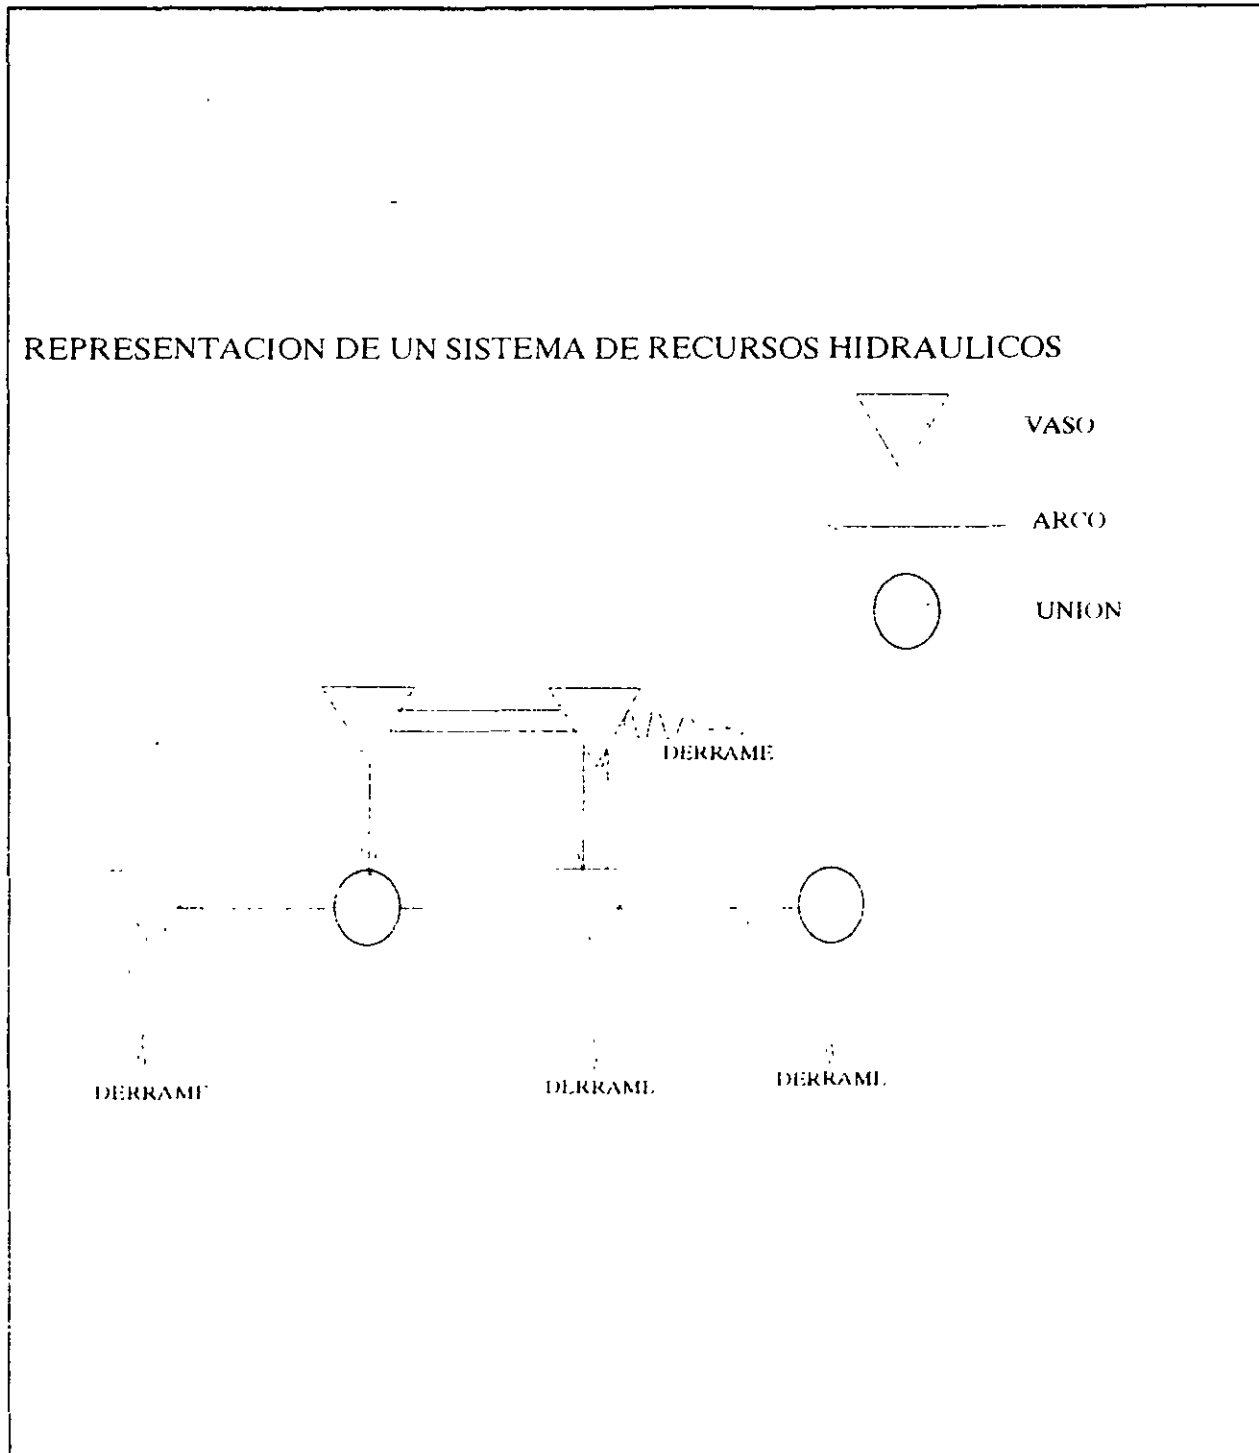 REPRESENTACION DE UN SISTEMA DE RECURSOS HIDRAULICOS
VASO
ARCO
UNION
DERRAME
DERRAME
DERRAME
DERRAME